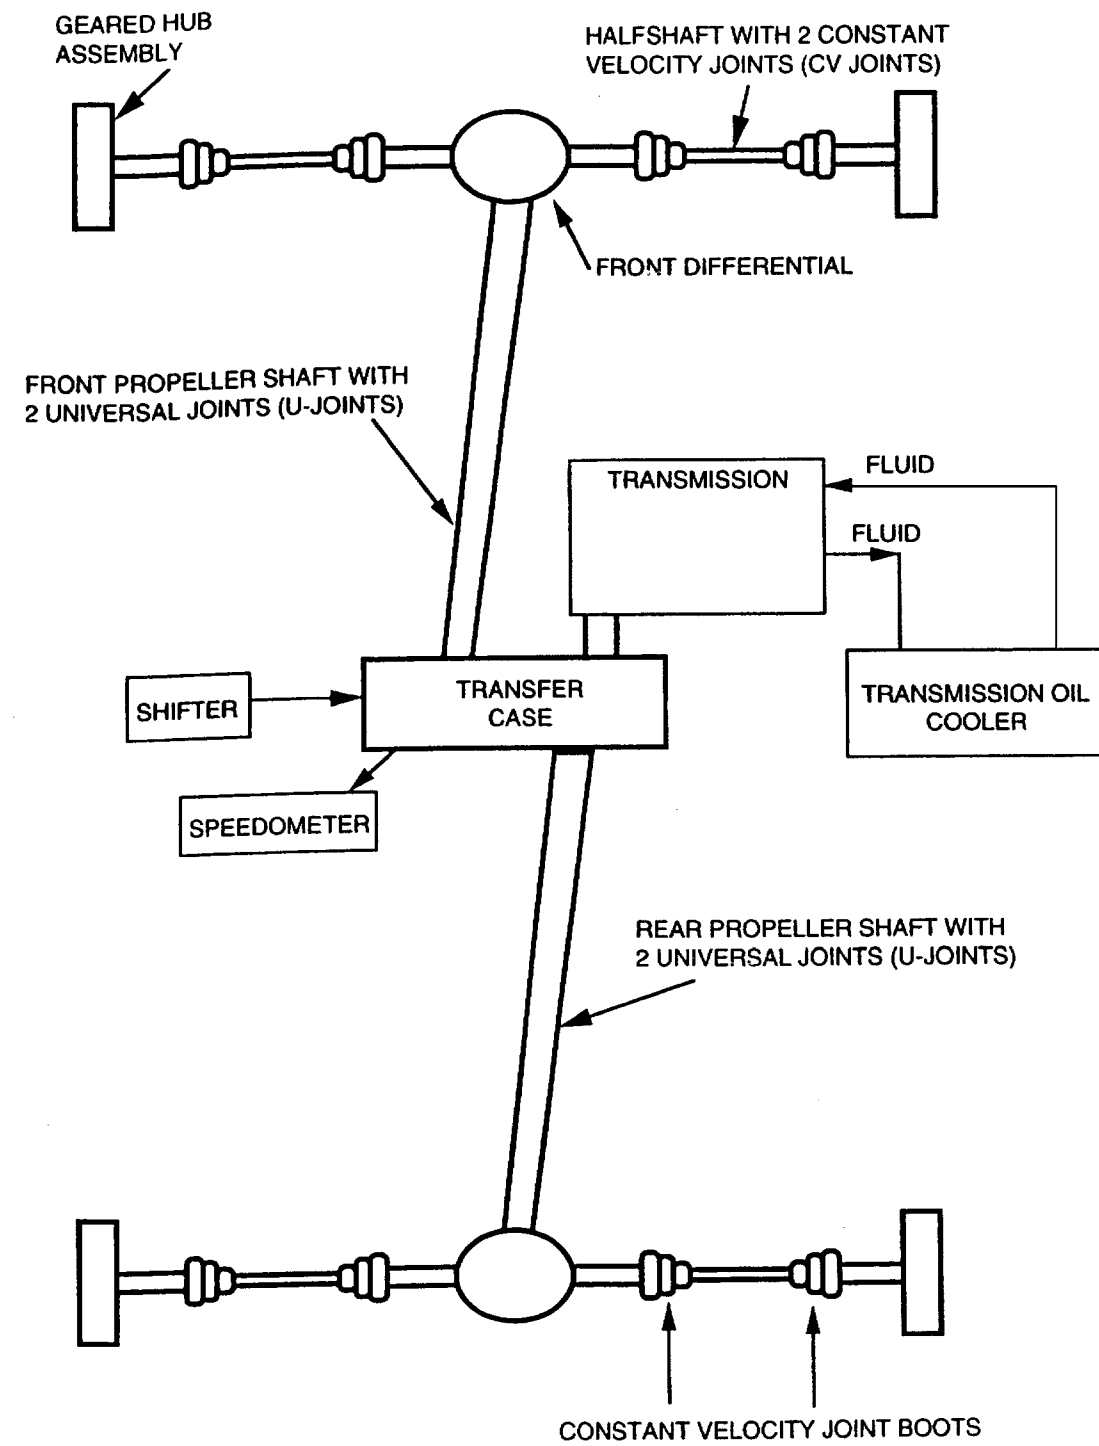 GEARED HUB
ASSEMBLY
HALFSHAFT WITH 2 CONSTANT
VELOCITY JOINTS (CV JOINTS)
FRONT DIFFERENTIAL
FRONT PROPELLER SHAFT WITH
2 UNIVERSAL JOINTS (U-JOINTS)
TRANSMISSION
FLUID
FLUID
SHIFTER
TRANSFER
CASE
TRANSMISSION OIL
COOLER
SPEEDOMETER
REAR PROPELLER SHAFT WITH
2 UNIVERSAL JOINTS (U-JOINTS)
CONSTANT VELOCITY JOINT BOOTS